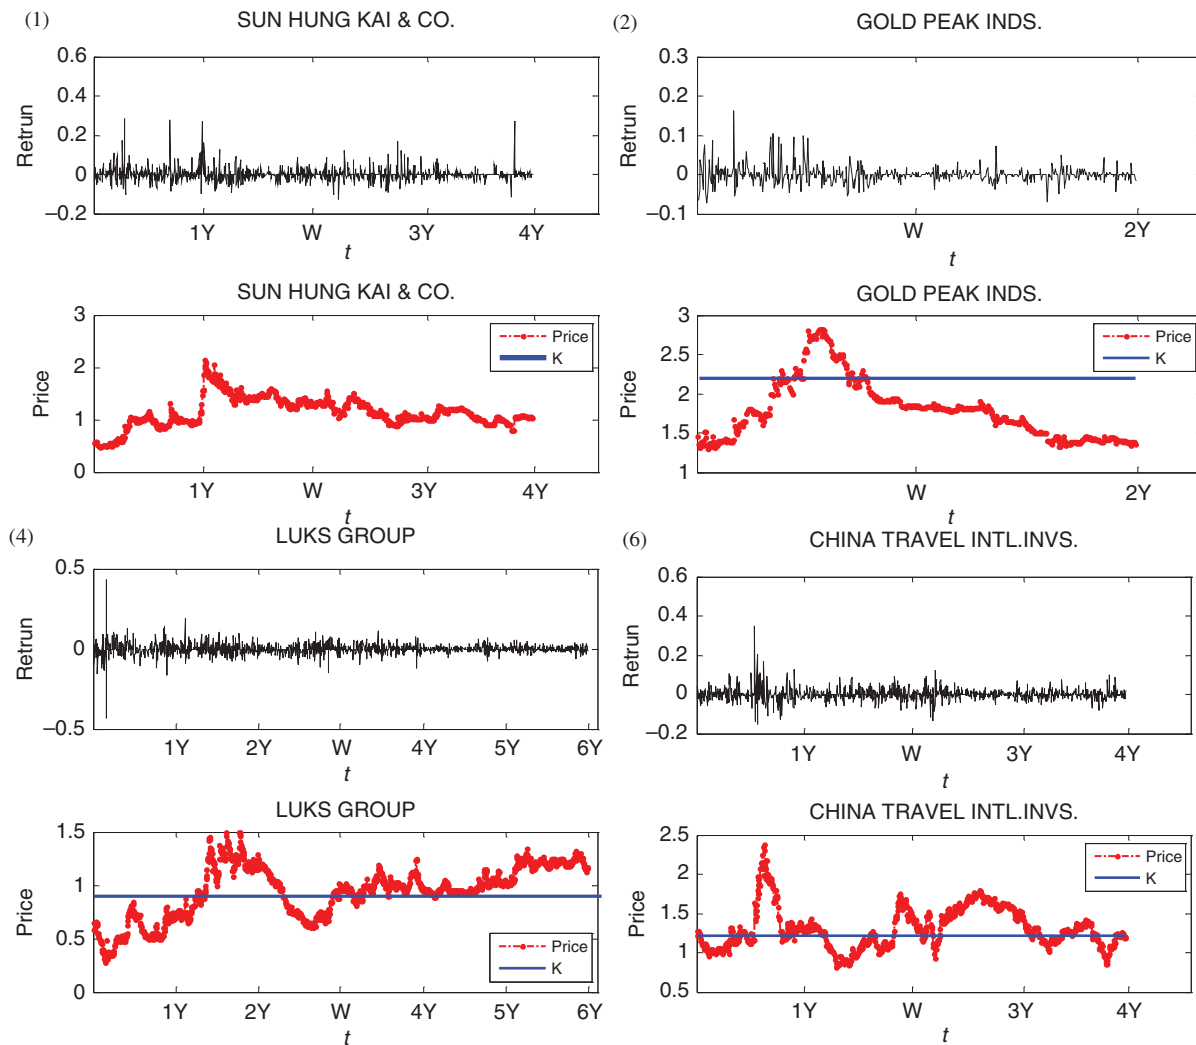 (1)
SUN HUNG KAI & CO.
0.6
0.4
0.2
0
−0.2
Retrun
1Y W 3Y 4Y
t
SUN HUNG KAI & CO.
3
2
1
0
Price
Price
K
1Y W 3Y 4Y
t
(2)
GOLD PEAK INDS.
0.3
0.2
0.1
0
−0.1
Retrun
W 2Y
t
GOLD PEAK INDS.
3
2.5
2
1.5
1
Price
Price
K
W 2Y
t
(4)
LUKS GROUP
0.5
0
−0.5
Retrun
1Y 2Y W 4Y 5Y 6Y
t
LUKS GROUP
1.5
1
0.5
0
Price
Price
K
1Y 2Y W 4Y 5Y 6Y
t
(6)
CHINA TRAVEL INTL.INVS.
0.6
0.4
0.2
0
−0.2
Retrun
1Y W 3Y 4Y
t
CHINA TRAVEL INTL.INVS.
2.5
2
1.5
1
0.5
Price
Price
K
1Y W 3Y 4Y
t